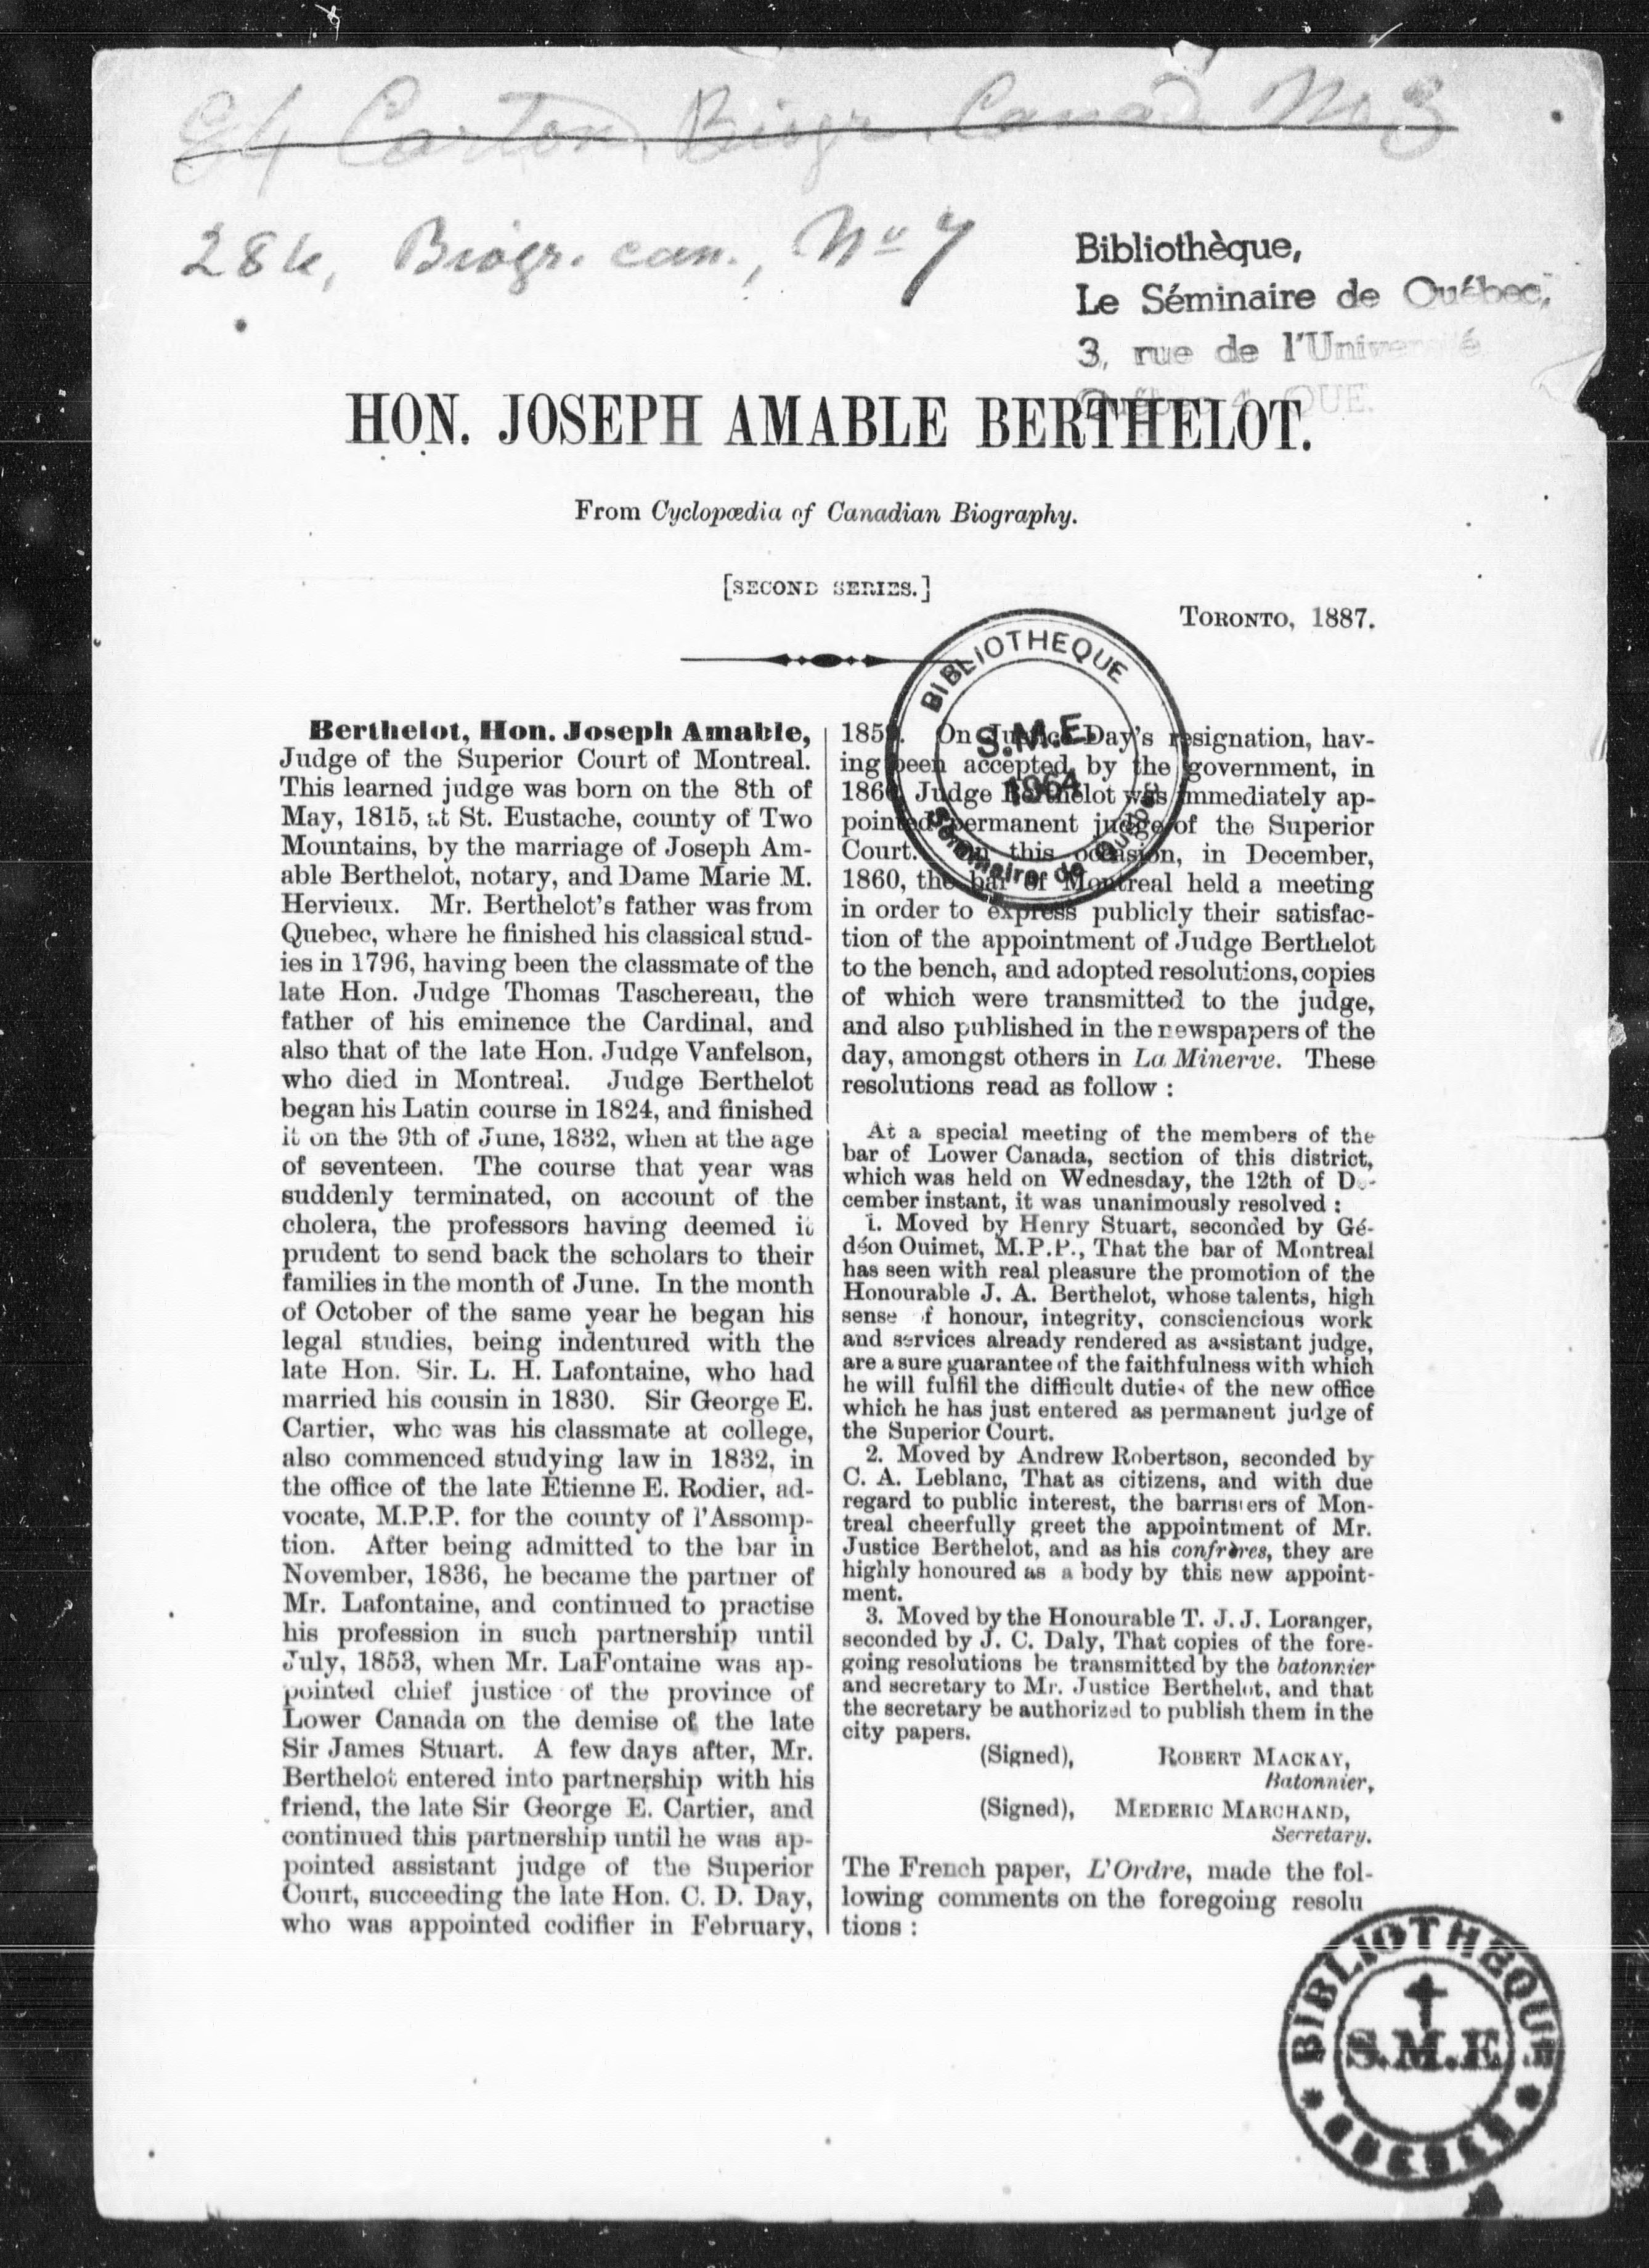 84 Carton, Biogr. Canad. No 3
284, Biogr. can., No 7
Bibliothèque,
Le Séminaire de Québec,
3, rue de l'Université
QUE.
HON. JOSEPH AMABLE BERTHELOT.
From Cyclopœdia of Canadian Biography.
[SECOND SERIES.]
TORONTO, 1887.
BIBLIOTHEQUE
S.M.E.
1964
Séminaire de Québec
Berthelot, Hon. Joseph Amable,
Judge of the Superior Court of Montreal.
This learned judge was born on the 8th of
May, 1815, at St. Eustache, county of Two
Mountains, by the marriage of Joseph Am-
able Berthelot, notary, and Dame Marie M.
Hervieux. Mr. Berthelot's father was from
Quebec, where he finished his classical stud-
ies in 1796, having been the classmate of the
late Hon. Judge Thomas Taschereau, the
father of his eminence the Cardinal, and
also that of the late Hon. Judge Vanfelson,
who died in Montreal. Judge Berthelot
began his Latin course in 1824, and finished
it on the 9th of June, 1832, when at the age
of seventeen. The course that year was
suddenly terminated, on account of the
cholera, the professors having deemed it
prudent to send back the scholars to their
families in the month of June. In the month
of October of the same year he began his
legal studies, being indentured with the
late Hon. Sir. L. H. Lafontaine, who had
married his cousin in 1830. Sir George E.
Cartier, who was his classmate at college,
also commenced studying law in 1832, in
the office of the late Etienne E. Rodier, ad-
vocate, M.P.P. for the county of l'Assomp-
tion. After being admitted to the bar in
November, 1836, he became the partner of
Mr. Lafontaine, and continued to practise
his profession in such partnership until
July, 1853, when Mr. LaFontaine was ap-
pointed chief justice of the province of
Lower Canada on the demise of the late
Sir James Stuart. A few days after, Mr.
Berthelot entered into partnership with his
friend, the late Sir George E. Cartier, and
continued this partnership until he was ap-
pointed assistant judge of the Superior
Court, succeeding the late Hon. C. D. Day,
who was appointed codifier in February,
1859. On Justice Day's resignation, hav-
ing been accepted by the government, in
1860, Judge Berthelot was immediately ap-
pointed permanent judge of the Superior
Court. On this occasion, in December,
1860, the bar of Montreal held a meeting
in order to express publicly their satisfac-
tion of the appointment of Judge Berthelot
to the bench, and adopted resolutions, copies
of which were transmitted to the judge,
and also published in the newspapers of the
day, amongst others in La Minerve. These
resolutions read as follow :
At a special meeting of the members of the
bar of Lower Canada, section of this district,
which was held on Wednesday, the 12th of De-
cember instant, it was unanimously resolved :
1. Moved by Henry Stuart, seconded by Gé-
déon Ouimet, M.P.P., That the bar of Montreal
has seen with real pleasure the promotion of the
Honourable J. A. Berthelot, whose talents, high
sense of honour, integrity, consciencious work
and services already rendered as assistant judge,
are a sure guarantee of the faithfulness with which
he will fulfil the difficult duties of the new office
which he has just entered as permanent judge of
the Superior Court.
2. Moved by Andrew Robertson, seconded by
C. A. Leblanc, That as citizens, and with due
regard to public interest, the barristers of Mon-
treal cheerfully greet the appointment of Mr.
Justice Berthelot, and as his confrères, they are
highly honoured as a body by this new appoint-
ment.
3. Moved by the Honourable T. J. J. Loranger,
seconded by J. C. Daly, That copies of the fore-
going resolutions be transmitted by the batonnier
and secretary to Mr. Justice Berthelot, and that
the secretary be authorized to publish them in the
city papers.
(Signed), ROBERT MACKAY,
Batonnier,
(Signed), MEDERIC MARCHAND,
Secretary.
The French paper, L'Ordre, made the fol-
lowing comments on the foregoing resolu
tions :
BIBLIOTHEQUE
S.M.E.
QUEBEC